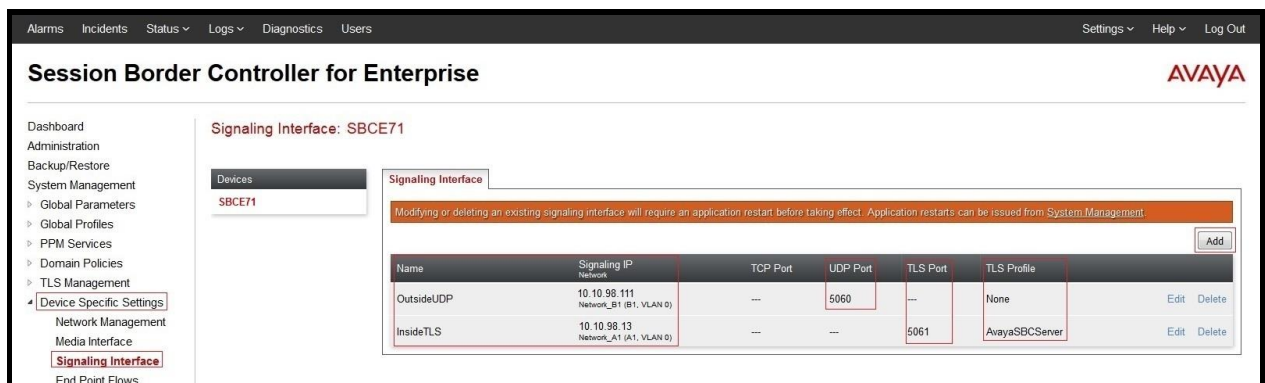 Alarms Incidents Status Logs Diagnostics Users Settings Help Log Out
Session Border Controller for Enterprise
AVAYA
Dashboard
Administration
Backup/Restore
System Management
Global Parameters
Global Profiles
PPM Services
Domain Policies
TLS Management
Device Specific Settings
Network Management
Media Interface
Signaling Interface
End Point Flows
Signaling Interface: SBCE71
Devices
SBCE71
Signaling Interface
Modifying or deleting an existing signaling interface will require an application restart before taking effect. Application restarts can be issued from System Management.
Add
Name Signaling IP Network TCP Port UDP Port TLS Port TLS Profile
OutsideUDP 10.10.98.111 --- 5060 --- None Edit Delete
Network_B1 (B1, VLAN 0)
InsideTLS 10.10.98.13 --- --- 5061 AvayaSBCServer Edit Delete
Network_A1 (A1, VLAN 0)